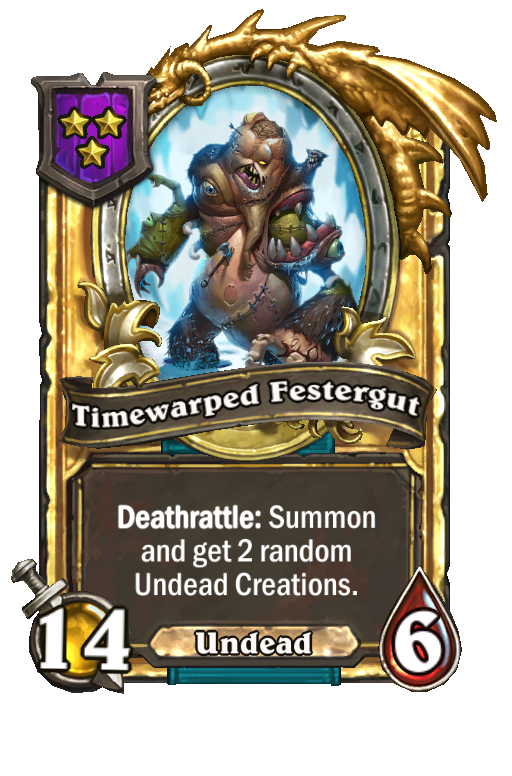 Timewarped Festergut
Deathrattle: Summon
and get 2 random
Undead Creations.
14
Undead
6